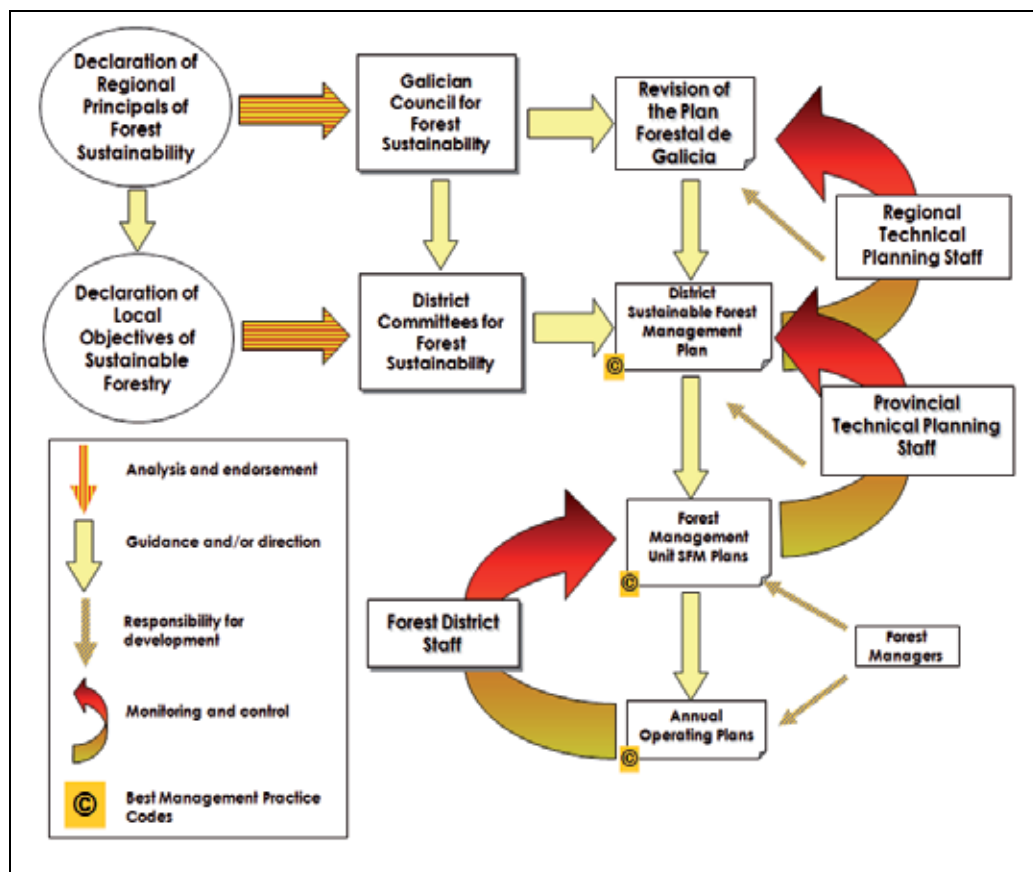 Declaration of
Regional
Principals of
Forest
Sustainability
Galician
Council for
Forest
Sustainability
Revision of
the Plan
Forestal de
Galicia
Regional
Technical
Planning Staff
Declaration of
Local
Objectives of
Sustainable
Forestry
District
Committees for
Forest
Sustainability
District
Sustainable Forest
Management
Plan
©
Provincial
Technical Planning
Staff
Analysis and endorsement
Guidance and/or direction
Responsibility for
development
Monitoring and control
©
Best Management Practice
Codes
Forest
Management
Unit SFM Plans
©
Forest District
Staff
Forest
Managers
Annual
Operating Plans
©